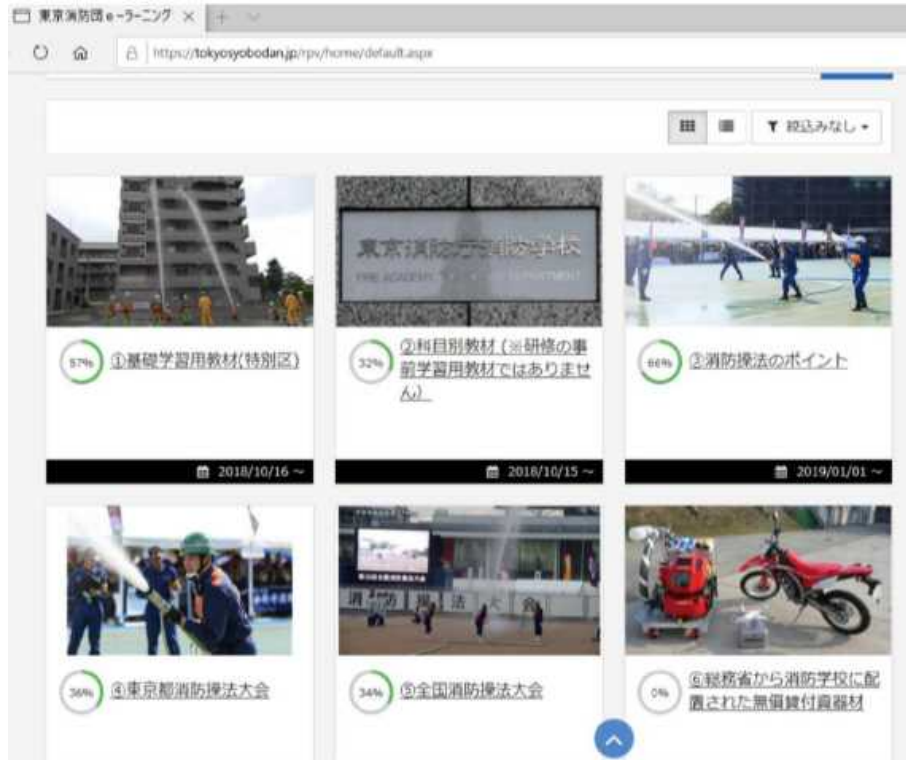 東京消防団e-ラーニング
https://tokyosyobodan.jp/rpv/home/default.aspx
絞込みなし
東京消防庁消防学校
57%
①基礎学習用教材(特別区)
32%
②科目別教材(※研修の事
前学習用教材ではありませ
ん)
66%
③消防操法のポイント
2018/10/16 ~
2018/10/15 ~
2019/01/01 ~
消防操法大会
36%
④東京都消防操法大会
34%
⑤全国消防操法大会
0%
⑥総務省から消防学校に配
置された無償貸付資器材